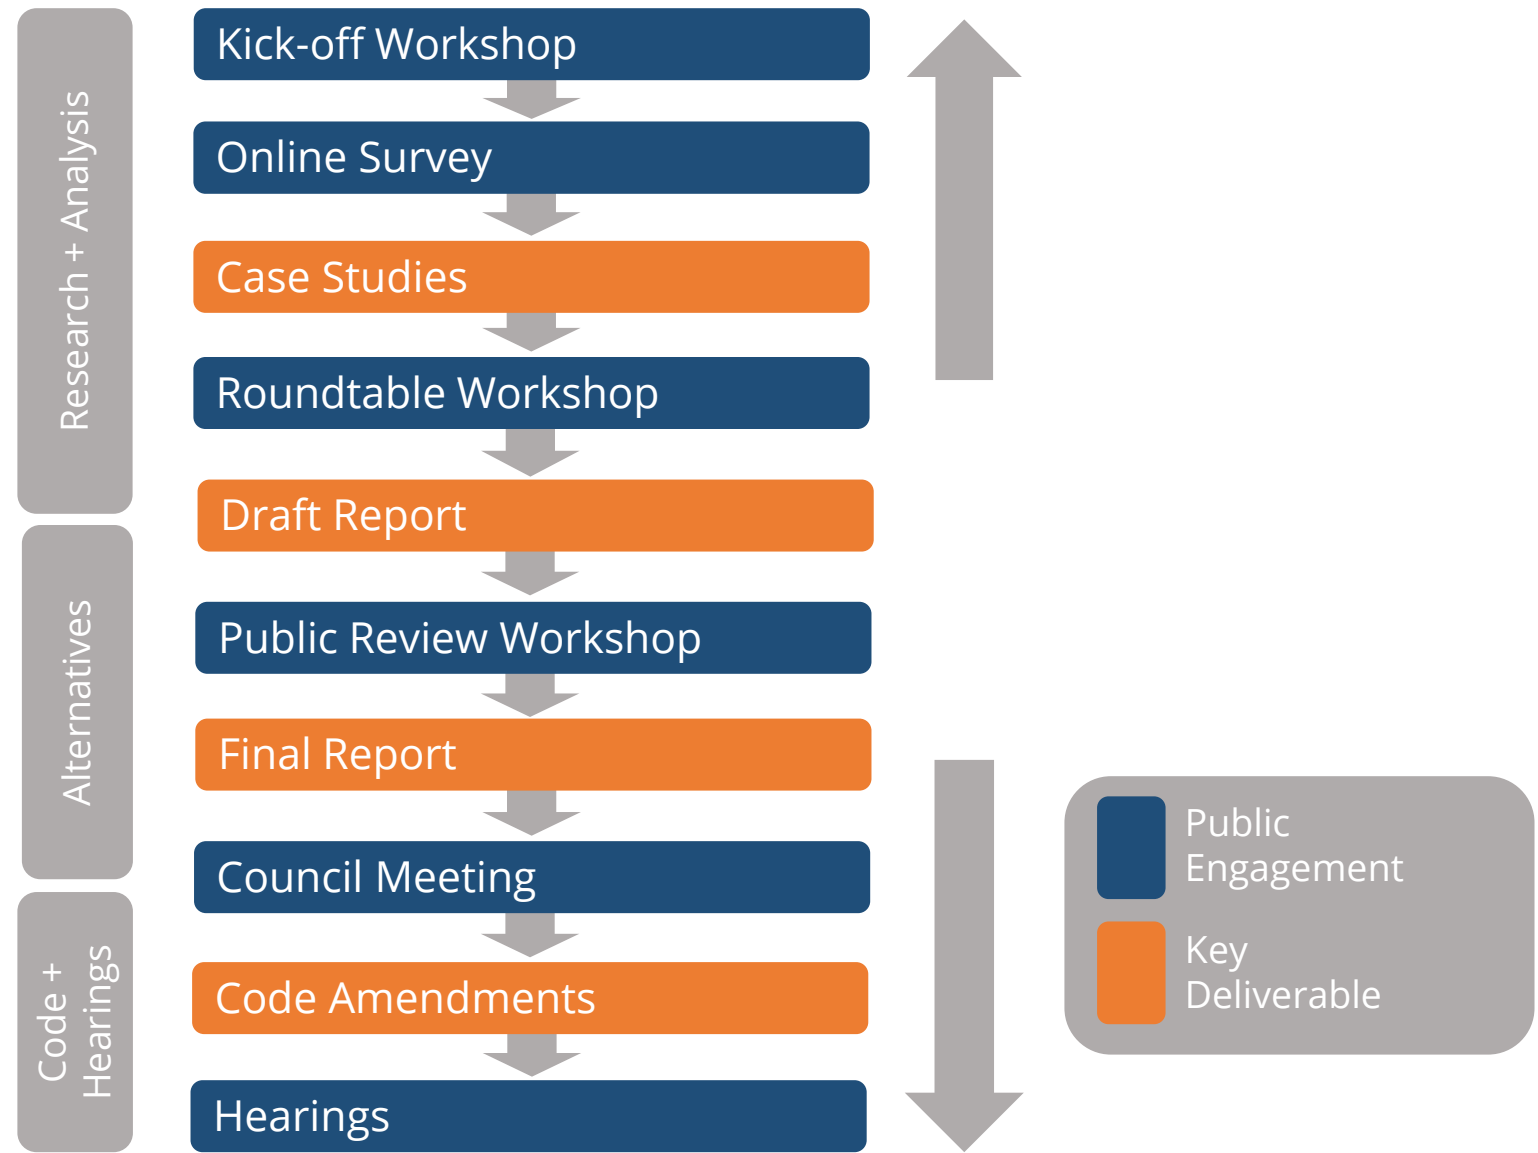 Research + Analysis
Kick-off Workshop
Online Survey
Case Studies
Roundtable Workshop
Draft Report
Alternatives
Public Review Workshop
Final Report
Council Meeting
Code +
Hearings
Code Amendments
Hearings
Public
Engagement
Key
Deliverable